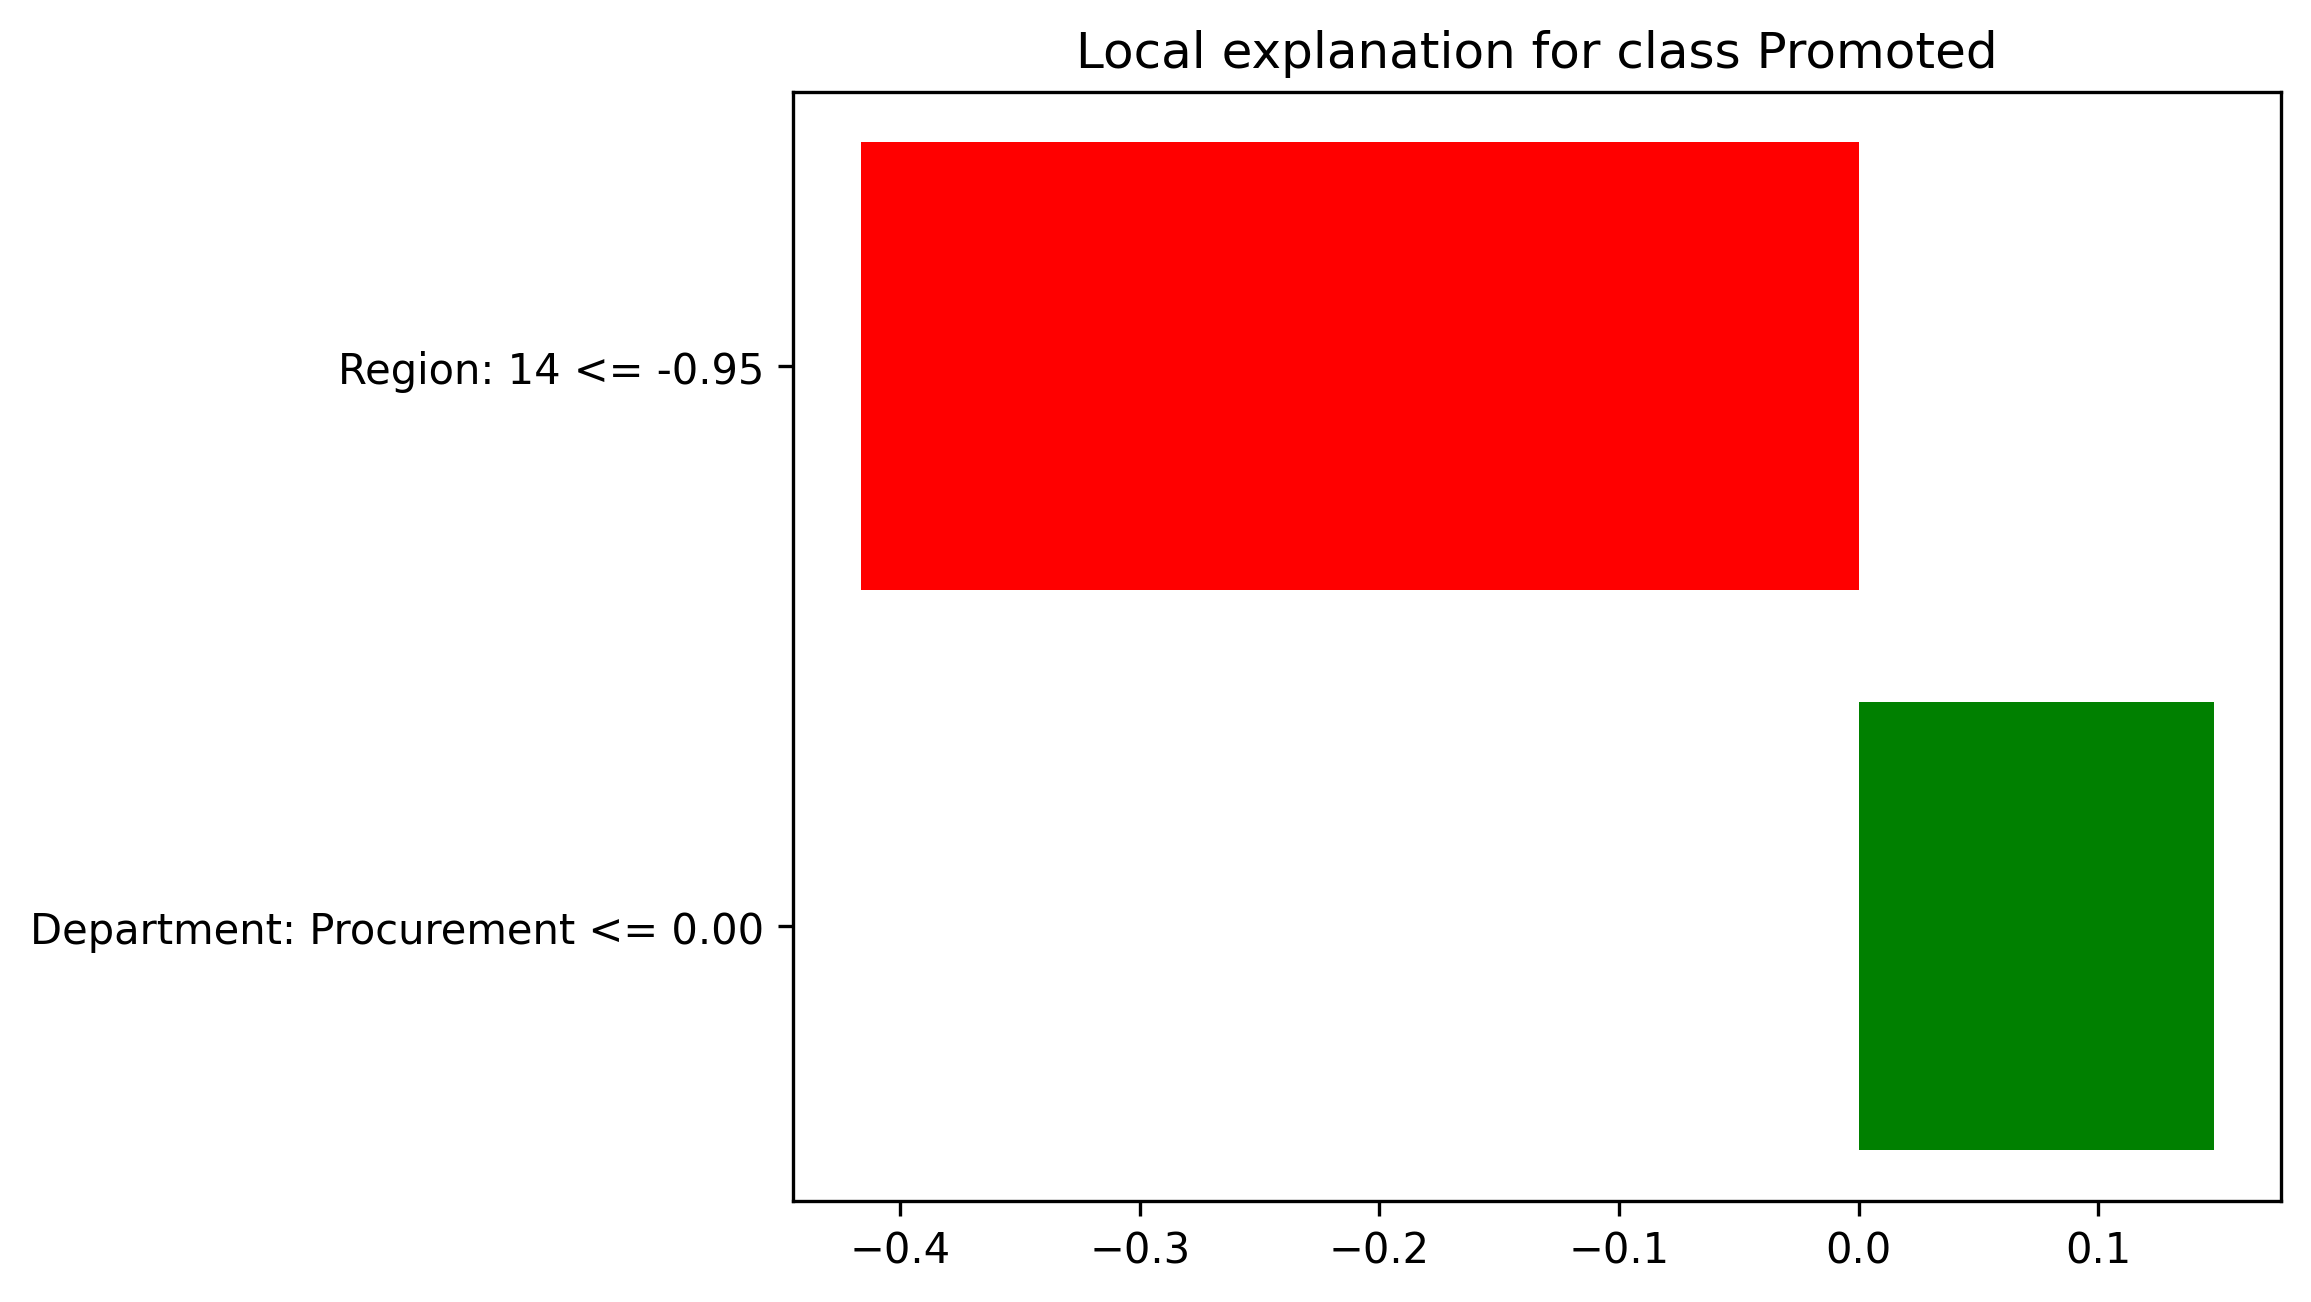 Local explanation for class Promoted
Region: 14 <= -0.95
Department: Procurement <= 0.00
−0.4 −0.3 −0.2 −0.1 0.0 0.1